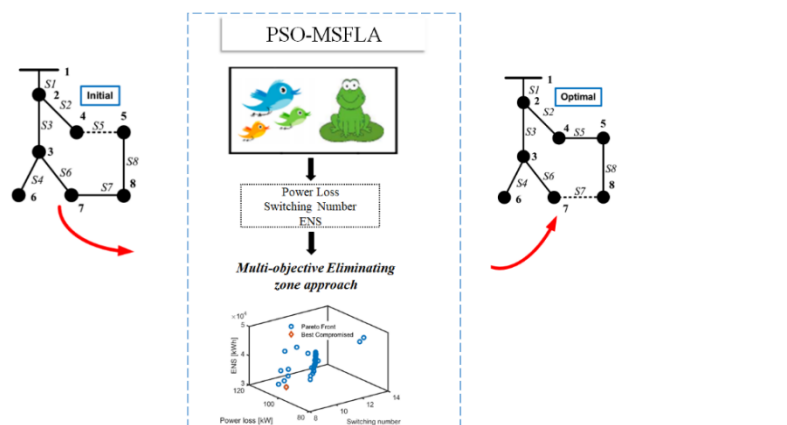 PSO-MSFLA
1
S1
Initial
2
S2
4
5
S5
S3
3
S8
S4
S6
S7
6
7
8
Power Loss
Switching Number
ENS
Multi-objective Eliminating
zone approach
×10⁴
5
Pareto Front
Best Compromised
ENS [kWh]
4
3
120
100
80
Power loss [kW]
8
10
12
14
Switching number
1
S1
Optimal
2
S2
5
4
S5
S3
3
S8
S4
S6
S7
6
7
8